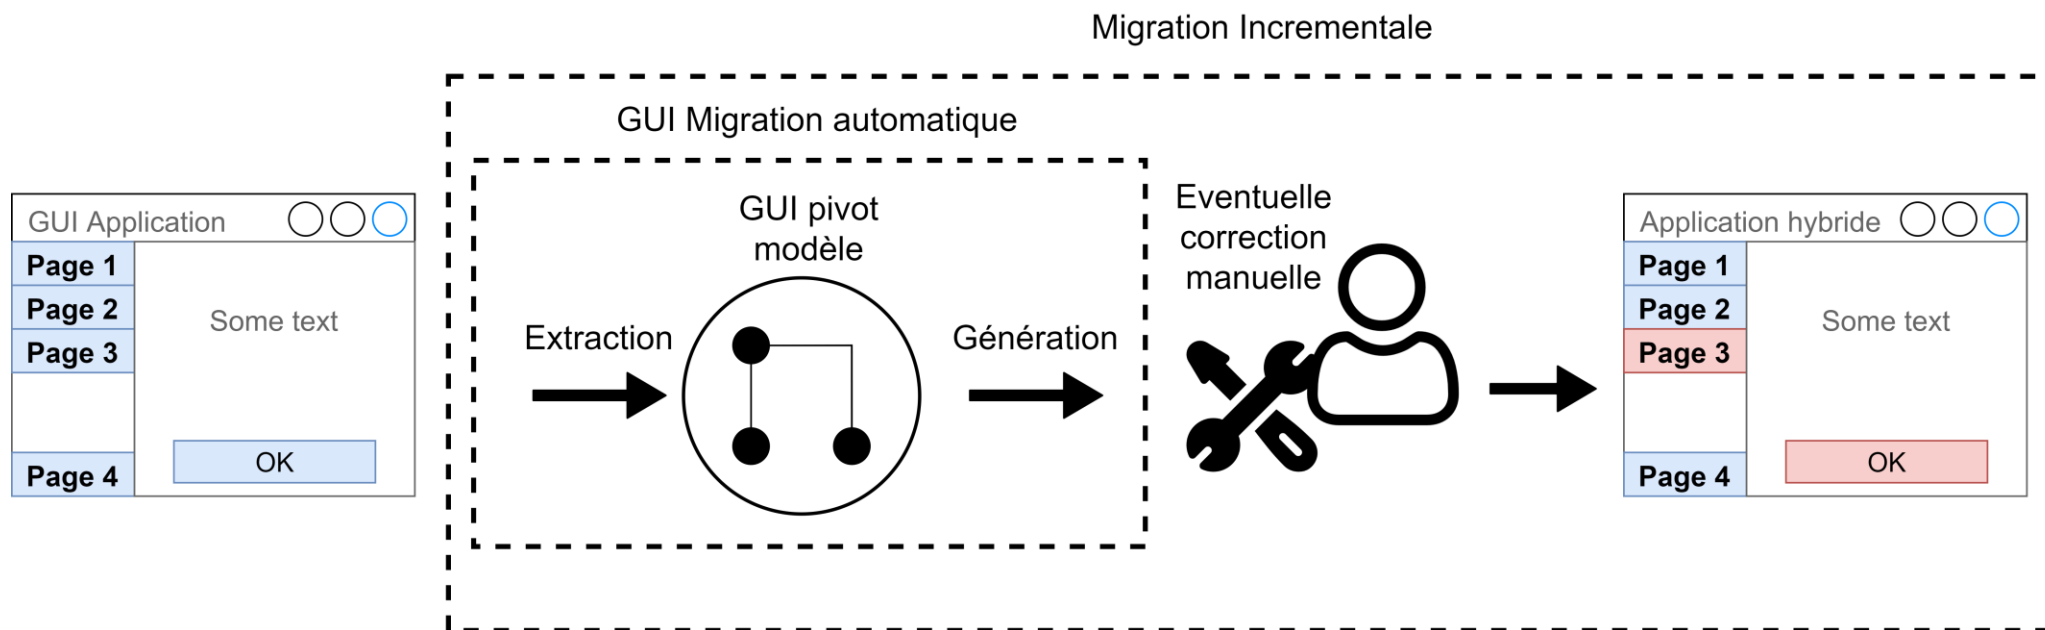 Migration Incrementale
GUI Migration automatique
GUI Application
Page 1
Page 2
Page 3
Page 4
Some text
OK
Extraction
GUI pivot
modèle
Génération
Eventuelle
correction
manuelle
Application hybride
Page 1
Page 2
Page 3
Page 4
Some text
OK